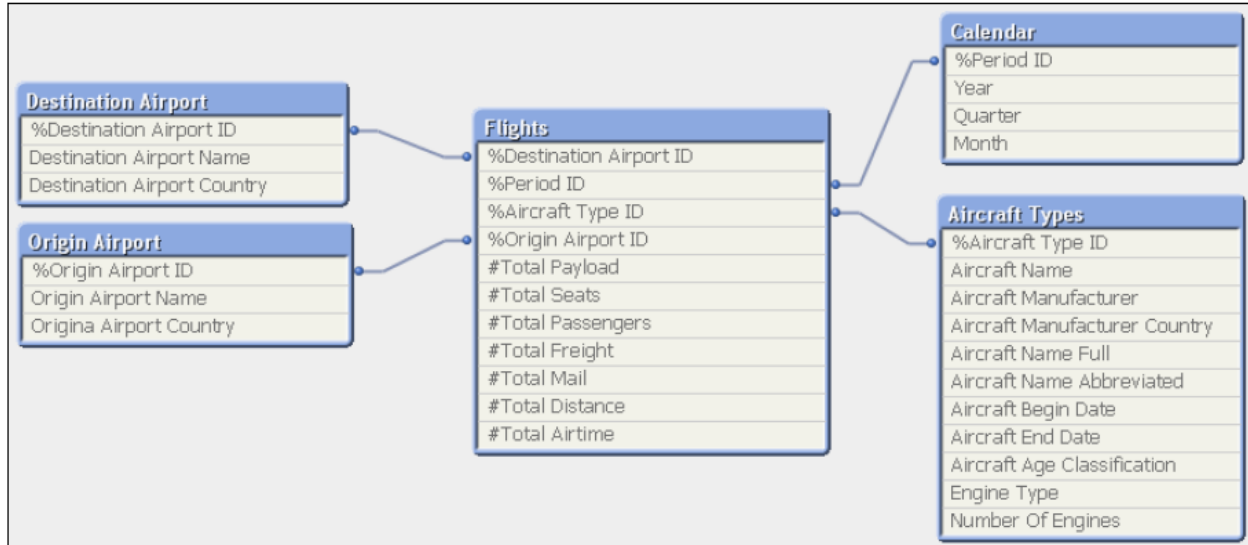 Destination Airport
%Destination Airport ID
Destination Airport Name
Destination Airport Country
Origin Airport
%Origin Airport ID
Origin Airport Name
Origina Airport Country
Flights
%Destination Airport ID
%Period ID
%Aircraft Type ID
%Origin Airport ID
#Total Payload
#Total Seats
#Total Passengers
#Total Freight
#Total Mail
#Total Distance
#Total Airtime
Calendar
%Period ID
Year
Quarter
Month
Aircraft Types
%Aircraft Type ID
Aircraft Name
Aircraft Manufacturer
Aircraft Manufacturer Country
Aircraft Name Full
Aircraft Name Abbreviated
Aircraft Begin Date
Aircraft End Date
Aircraft Age Classification
Engine Type
Number Of Engines